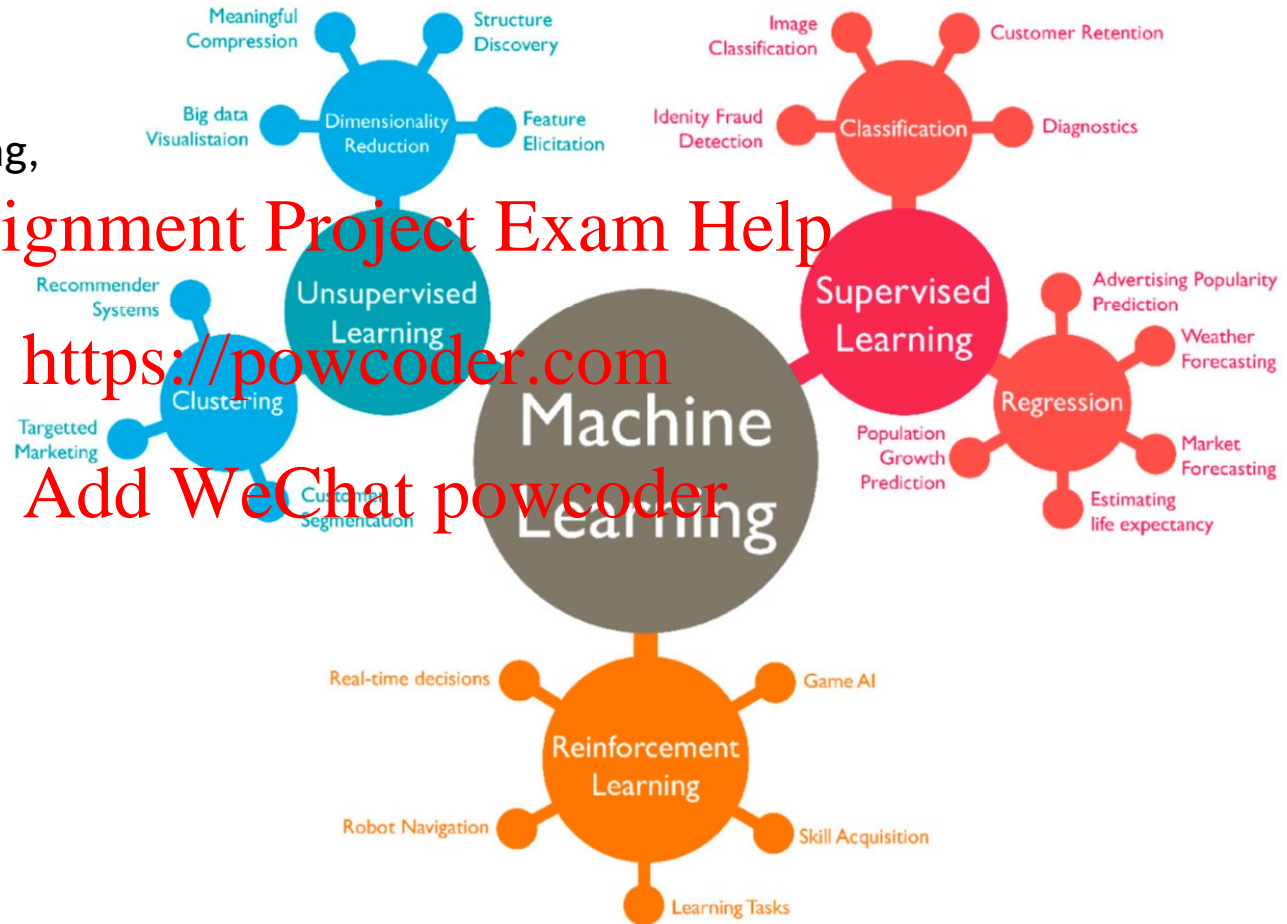 Meaningful
Compression
Structure
Discovery
Big data
Visualistaion
Dimensionality
Reduction
Feature
Elicitation
Image
Classification
Customer Retention
Idenity Fraud
Detection
Classification
Diagnostics
g,
ignment Project Exam Help
Recommender
Systems
Unsupervised
Learning
https://powcoder.com
Clustering
Targetted
Marketing
Add WeChat powcoder
Customer
Segmentation
Machine
Learning
Supervised
Learning
Advertising Popularity
Prediction
Weather
Forecasting
Regression
Population
Growth
Prediction
Market
Forecasting
Estimating
life expectancy
Real-time decisions
Game AI
Reinforcement
Learning
Robot Navigation
Skill Acquisition
Learning Tasks